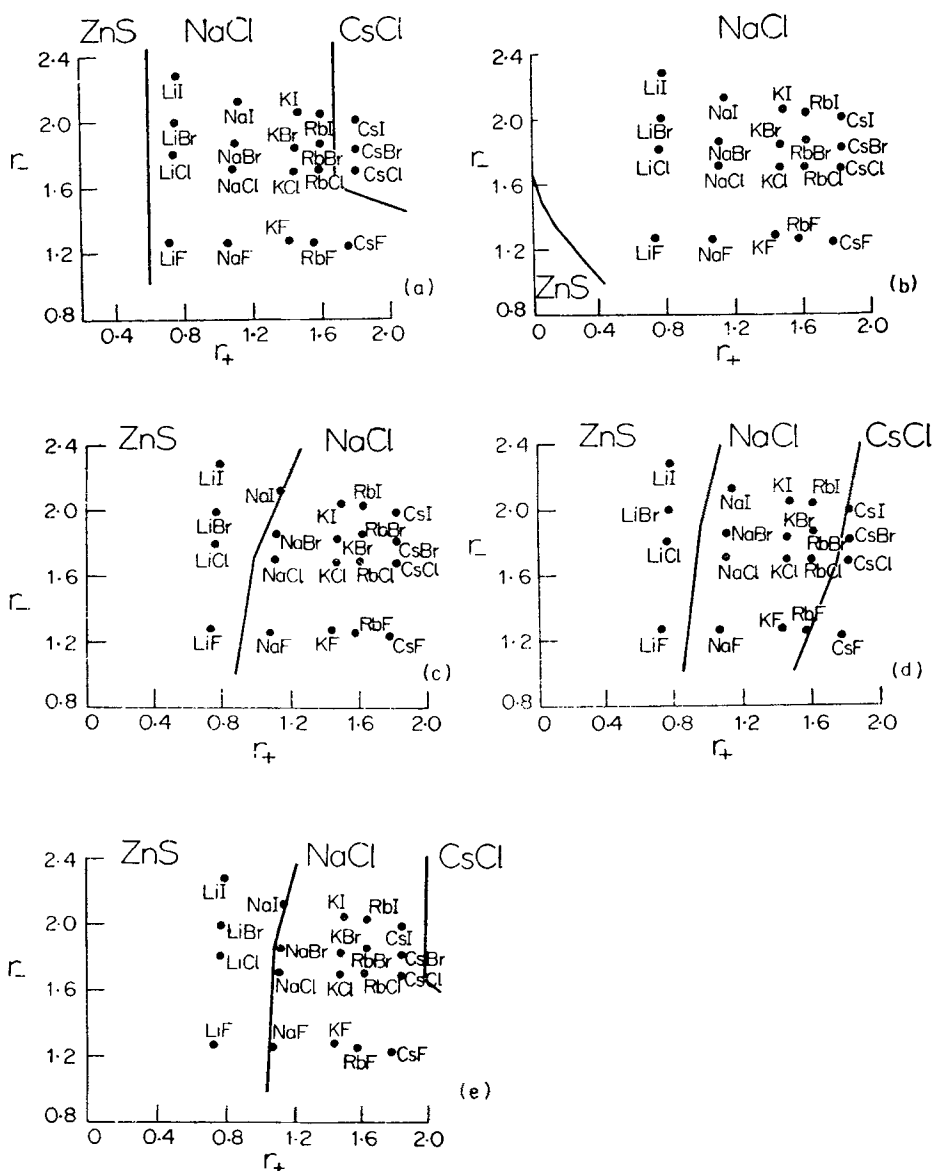 ZnS NaCl CsCl
2.4
2.0
1.6
1.2
0.8
r-
LiI
LiBr
LiCl
LiF
NaI
NaBr
NaCl
NaF
KI
KBr
KCl
KF
RbI
RbBr
RbCl
RbF
CsI
CsBr
CsCl
CsF
0 0.4 0.8 1.2 1.6 2.0
r+
(a)
NaCl
2.4
2.0
1.6
1.2
0.8
r-
LiI
LiBr
LiCl
LiF
NaI
NaBr
NaCl
NaF
KI
KBr
KCl
KF
RbI
RbBr
RbCl
RbF
CsI
CsBr
CsCl
CsF
ZnS
0 0.4 0.8 1.2 1.6 2.0
r+
(b)
ZnS NaCl
2.4
2.0
1.6
1.2
0.8
r-
LiI
LiBr
LiCl
LiF
NaI
NaBr
NaCl
NaF
KI
KBr
KCl
KF
RbI
RbBr
RbCl
RbF
CsI
CsBr
CsCl
CsF
0 0.4 0.8 1.2 1.6 2.0
r+
(c)
ZnS NaCl CsCl
2.4
2.0
1.6
1.2
0.8
r-
LiI
LiBr
LiCl
LiF
NaI
NaBr
NaCl
NaF
KI
KBr
KCl
KF
RbI
RbBr
RbCl
RbF
CsI
CsBr
CsCl
CsF
0 0.4 0.8 1.2 1.6 2.0
r+
(d)
ZnS NaCl CsCl
2.4
2.0
1.6
1.2
0.8
r-
LiI
LiBr
LiCl
LiF
NaI
NaBr
NaCl
NaF
KI
KBr
KCl
KF
RbI
RbBr
RbCl
RbF
CsI
CsBr
CsCl
CsF
0 0.4 0.8 1.2 1.6 2.0
r+
(e)